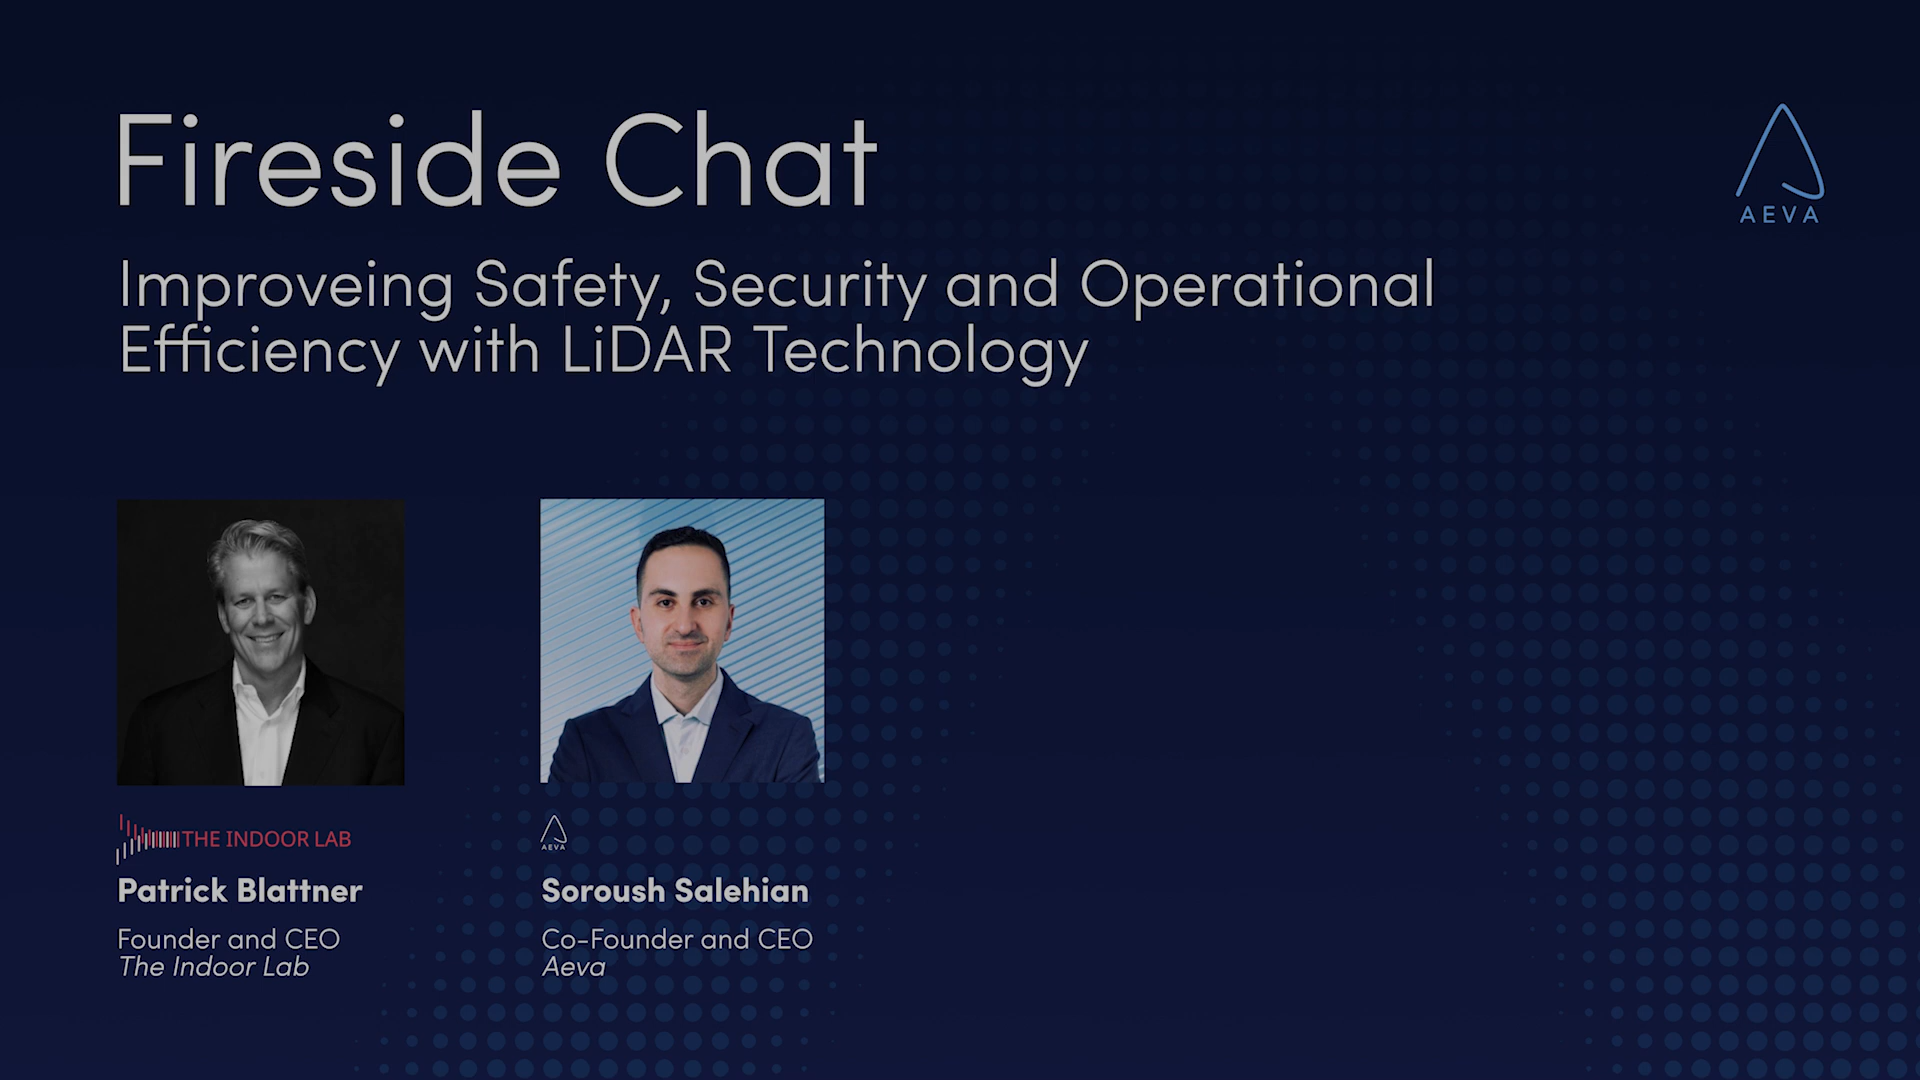 Fireside Chat
AEVA
Improveing Safety, Security and Operational
Efficiency with LiDAR Technology
THE INDOOR LAB
Patrick Blattner
Founder and CEO
The Indoor Lab
AEVA
Soroush Salehian
Co-Founder and CEO
Aeva